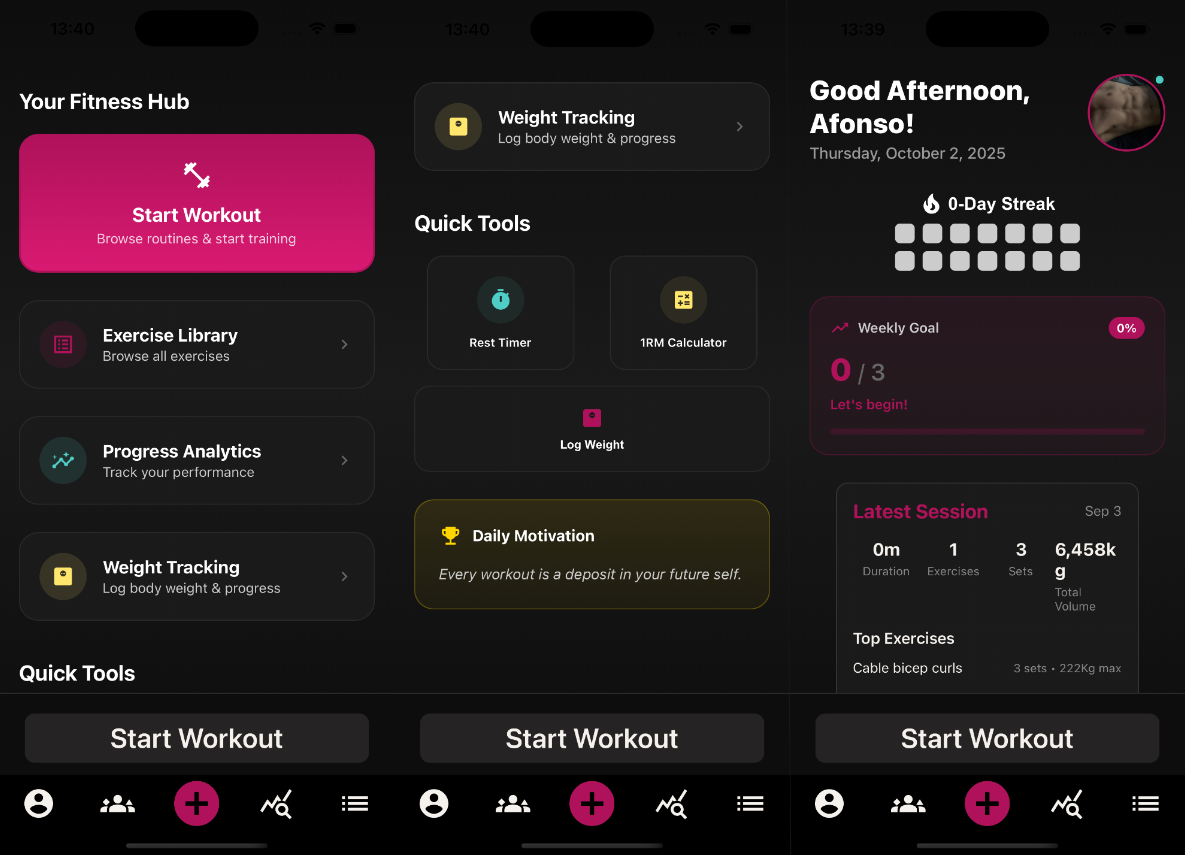 13:40
Your Fitness Hub
Start Workout
Browse routines & start training
Exercise Library
Browse all exercises
Progress Analytics
Track your performance
Weight Tracking
Log body weight & progress
Quick Tools
Start Workout
13:40
Weight Tracking
Log body weight & progress
Quick Tools
Rest Timer
1RM Calculator
Log Weight
Daily Motivation
Every workout is a deposit in your future self.
Start Workout
13:39
Good Afternoon,
Afonso!
Thursday, October 2, 2025
0-Day Streak
Weekly Goal 0%
0 / 3
Let's begin!
Latest Session Sep 3
0m 1 3 6,458k
g
Duration Exercises Sets Total
Volume
Top Exercises
Cable bicep curls 3 sets • 222Kg max
Start Workout